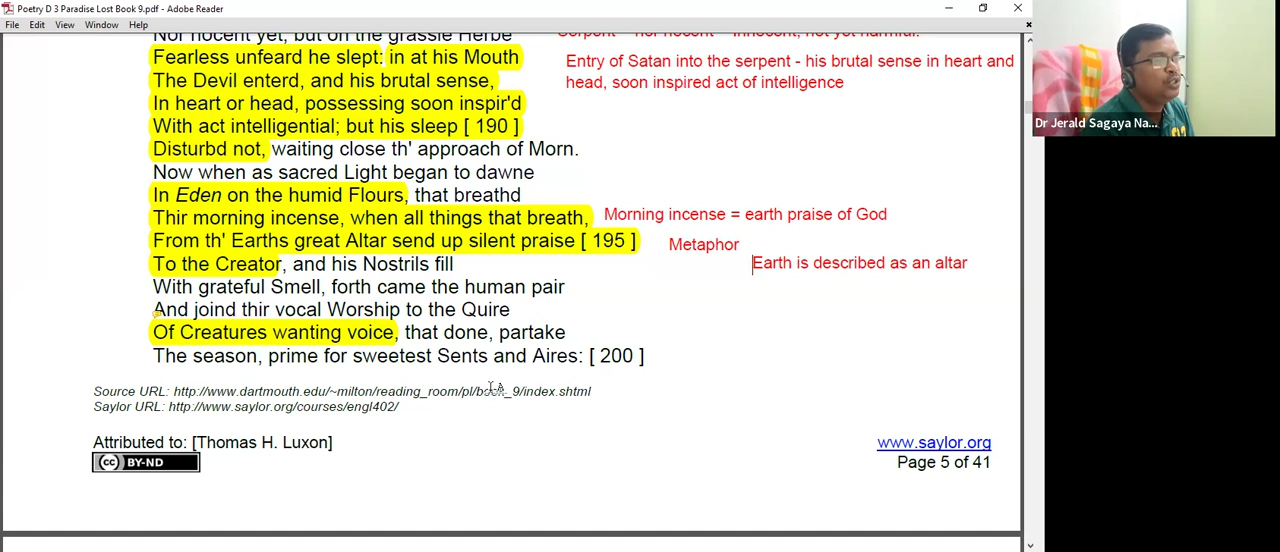 Poetry D 3 Paradise Lost Book 9.pdf - Adobe Reader
File Edit View Window Help
Nor nocent yet, but on the grassie Herbe
Serpent - nor nocent - innocent, not yet harmful.
Fearless unfeard he slept: in at his Mouth
Entry of Satan into the serpent - his brutal sense in heart and
The Devil enterd, and his brutal sense,
head, soon inspired act of intelligence
In heart or head, possessing soon inspir'd
With act intelligential; but his sleep [ 190 ]
Dr Jerald Sagaya Na...
Disturbd not, waiting close th' approach of Morn.
Now when as sacred Light began to dawne
In Eden on the humid Flours, that breathd
Thir morning incense, when all things that breath,
Morning incense = earth praise of God
From th' Earths great Altar send up silent praise [ 195 ]
Metaphor
To the Creator, and his Nostrils fill
Earth is described as an altar
With grateful Smell, forth came the human pair
And joind thir vocal Worship to the Quire
Of Creatures wanting voice, that done, partake
The season, prime for sweetest Sents and Aires: [ 200 ]
Source URL: http://www.dartmouth.edu/~milton/reading_room/pl/book_9/index.shtml
Saylor URL: http://www.saylor.org/courses/engl402/
Attributed to: [Thomas H. Luxon]
www.saylor.org
cc BY-ND
Page 5 of 41